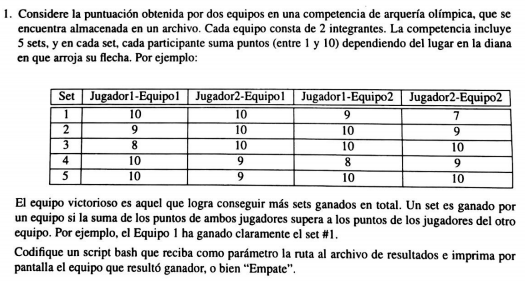 1. Considere la puntuación obtenida por dos equipos en una competencia de arquería olímpica, que se
encuentra almacenada en un archivo. Cada equipo consta de 2 integrantes. La competencia incluye
5 sets, y en cada set, cada participante suma puntos (entre 1 y 10) dependiendo del lugar en la diana
en que arroja su flecha. Por ejemplo:
Set Jugador1-Equipo1 Jugador2-Equipo1 Jugador1-Equipo2 Jugador2-Equipo2
1 10 10 9 7
2 9 10 10 9
3 8 10 10 10
4 10 9 8 9
5 10 9 10 10
El equipo victorioso es aquel que logra conseguir más sets ganados en total. Un set es ganado por
un equipo si la suma de los puntos de ambos jugadores supera a los puntos de los jugadores del otro
equipo. Por ejemplo, el Equipo 1 ha ganado claramente el set #1.
Codifique un script bash que reciba como parámetro la ruta al archivo de resultados e imprima por
pantalla el equipo que resultó ganador, o bien “Empate”.